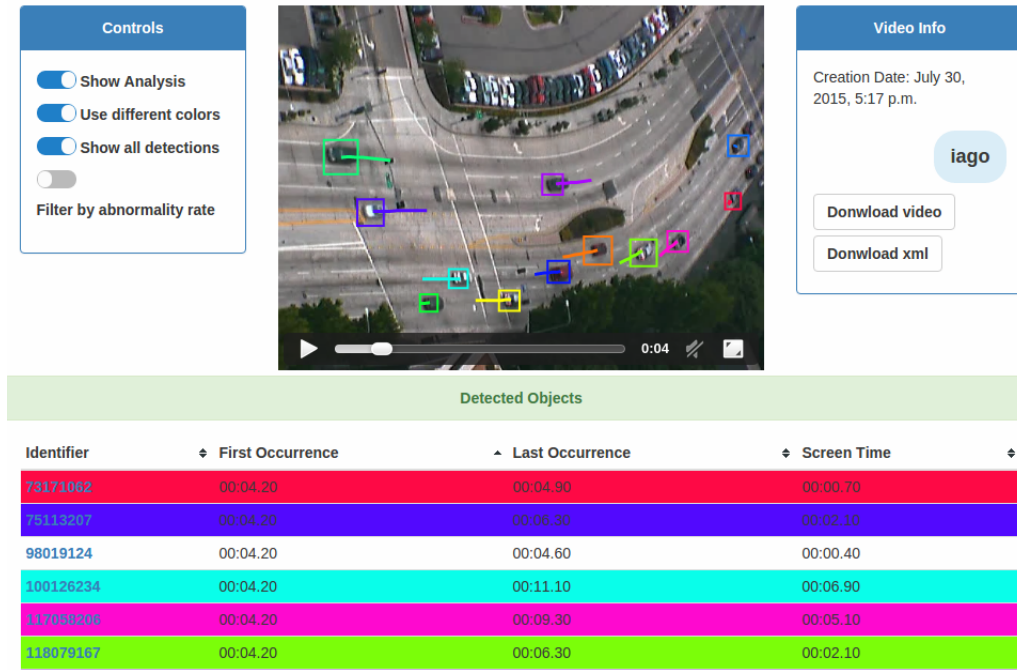 Controls
Show Analysis
Use different colors
Show all detections
Filter by abnormality rate
0:04
Video Info
Creation Date: July 30,
2015, 5:17 p.m.
iago
Donwload video
Donwload xml
Detected Objects
Identifier First Occurrence Last Occurrence Screen Time
73171062 00:04.20 00:04.90 00:00.70
75113207 00:04.20 00:06.30 00:02.10
98019124 00:04.20 00:04.60 00:00.40
100126234 00:04.20 00:11.10 00:06.90
117058206 00:04.20 00:09.30 00:05.10
118079167 00:04.20 00:06.30 00:02.10